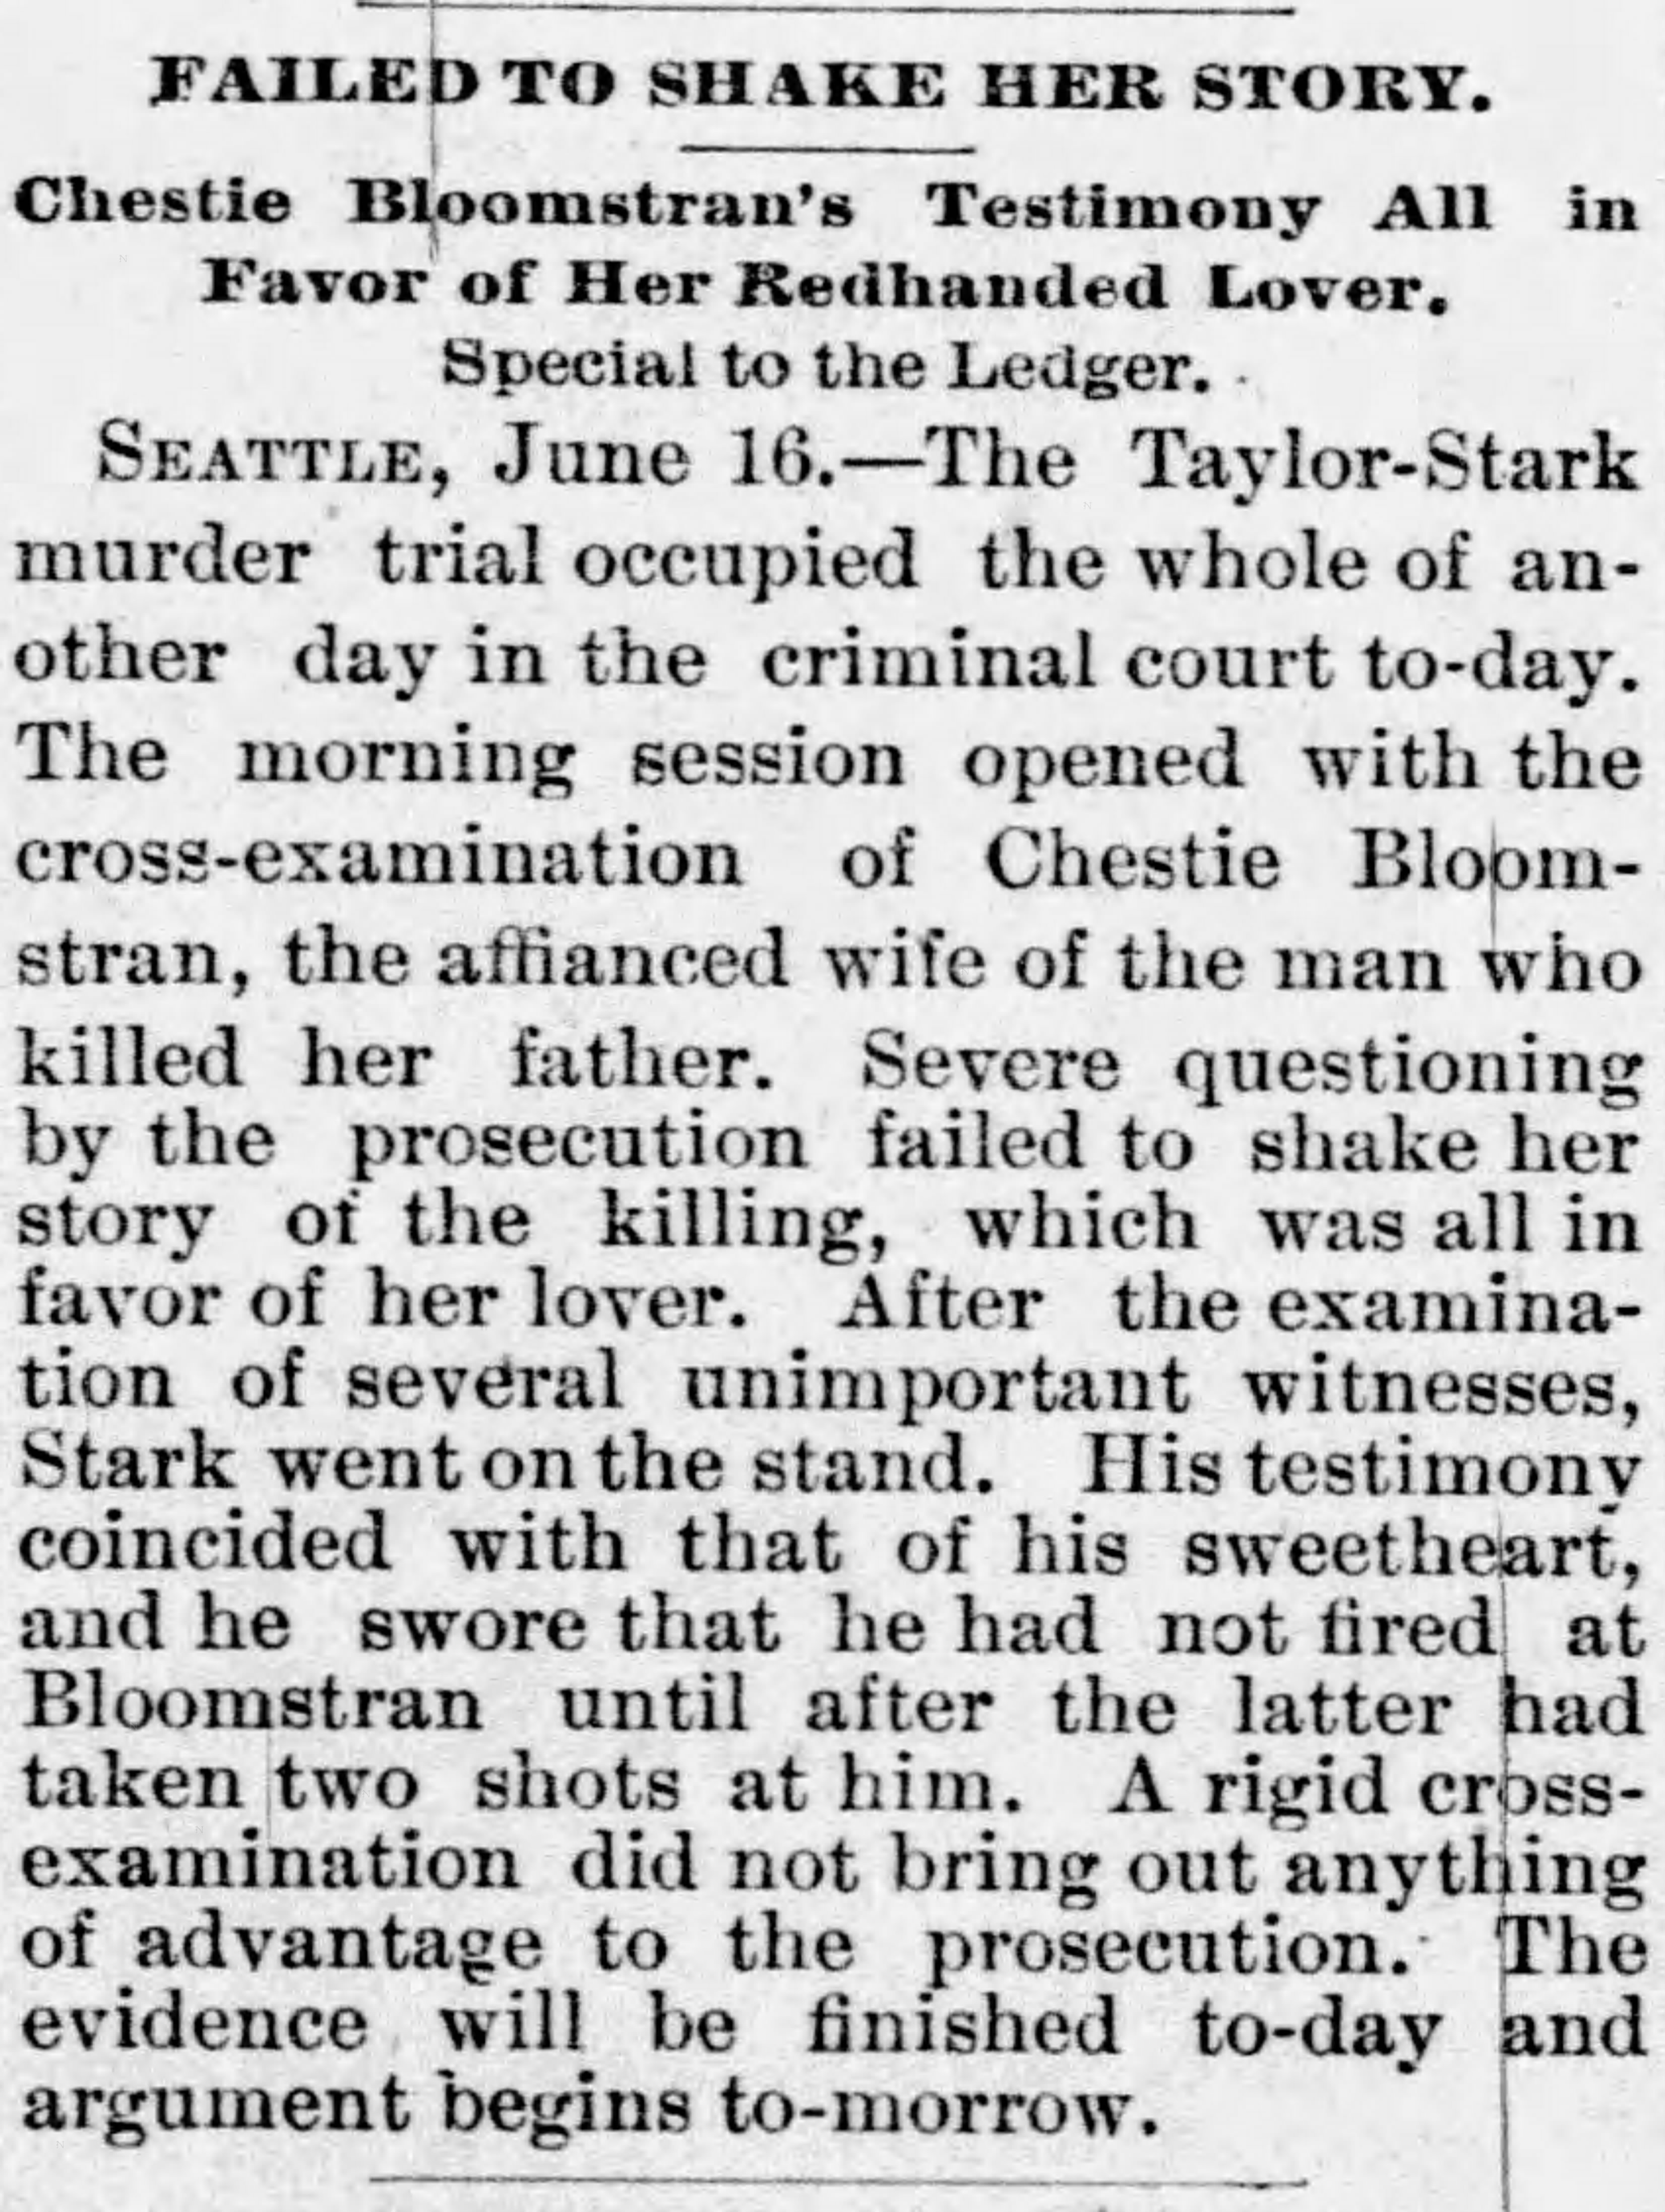 FAILED TO SHAKE HER STORY.
Chestie Bloomstran's Testimony All in
Favor of Her Redhanded Lover.
Special to the Ledger.
SEATTLE, June 16.—The Taylor-Stark
murder trial occupied the whole of an-
other day in the criminal court to-day.
The morning session opened with the
cross-examination of Chestie Bloom-
stran, the affianced wife of the man who
killed her father. Severe questioning
by the prosecution failed to shake her
story of the killing, which was all in
favor of her lover. After the examina-
tion of several unimportant witnesses,
Stark went on the stand. His testimony
coincided with that of his sweetheart,
and he swore that he had not fired at
Bloomstran until after the latter had
taken two shots at him. A rigid cross-
examination did not bring out anything
of advantage to the prosecution. The
evidence will be finished to-day and
argument begins to-morrow.